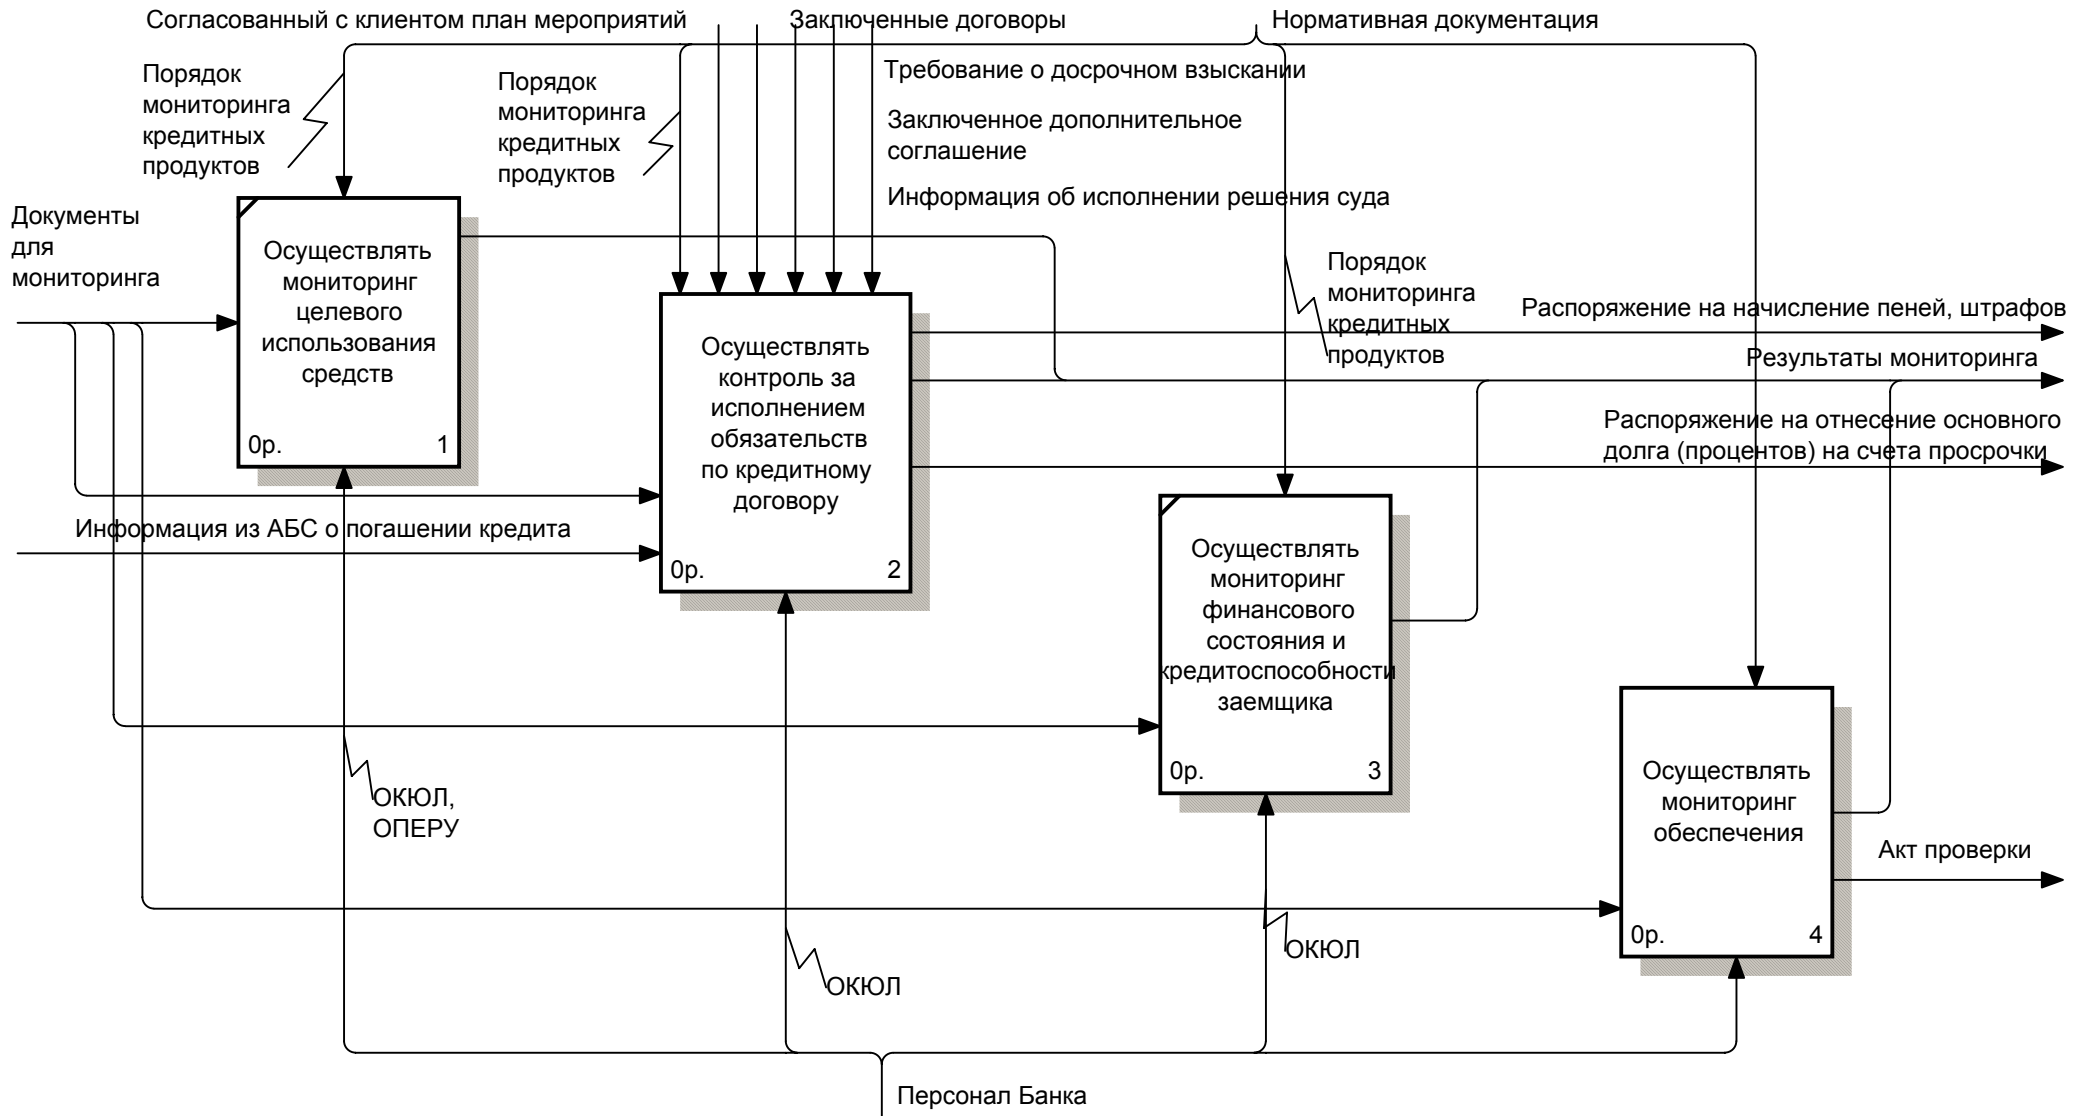 Согласованный с клиентом план мероприятий
Заключенные договоры
Нормативная документация
Порядок
мониторинга
кредитных
продуктов
Порядок
мониторинга
кредитных
продуктов
Требование о досрочном взыскании
Заключенное дополнительное
соглашение
Информация об исполнении решения суда
Документы
для
мониторинга
Осуществлять
мониторинг
целевого
использования
средств
0р.
1
Порядок
мониторинга
кредитных
продуктов
Распоряжение на начисление пеней, штрафов
Результаты мониторинга
Распоряжение на отнесение основного
долга (процентов) на счета просрочки
Осуществлять
контроль за
исполнением
обязательств
по кредитному
договору
0р.
2
Информация из АБС о погашении кредита
Осуществлять
мониторинг
финансового
состояния и
кредитоспособности
заемщика
0р.
3
Осуществлять
мониторинг
обеспечения
0р.
4
ОКЮЛ,
ОПЕРУ
Акт проверки
ОКЮЛ
ОКЮЛ
Персонал Банка